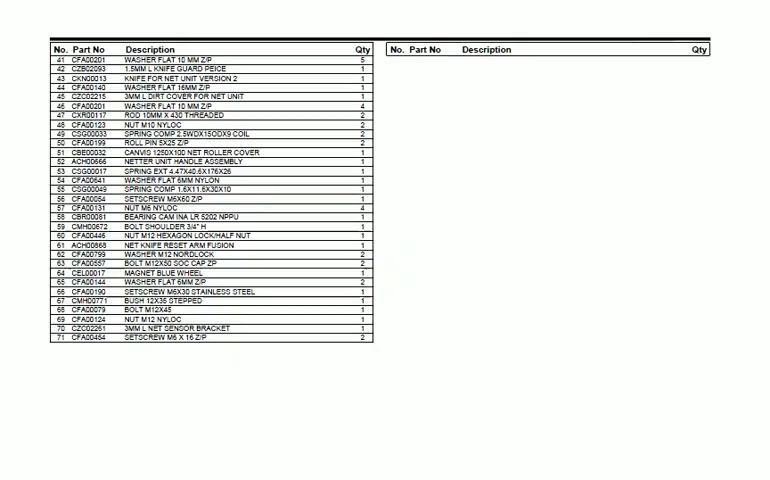 No. Part No Description Qty
41 CFA00201 WASHER FLAT 10 MM Z/P 5
42 CZB02093 1.5MM L KNIFE GUARD PEICE 1
43 CKN00013 KNIFE FOR NET UNIT VERSION 2 1
44 CFA00140 WASHER FLAT 16MM Z/P 1
45 CZC02215 3MM L DIRT COVER FOR NET UNIT 1
46 CFA00201 WASHER FLAT 10 MM Z/P 4
47 CXR00117 ROD 10MM X 430 THREADED 2
48 CFA00123 NUT M10 NYLOC 2
49 CSG00033 SPRING COMP 2.5WDX15ODX9 COIL 2
50 CFA00199 ROLL PIN 5X25 Z/P 2
51 CBE00032 CANVIS 1250X100 NET ROLLER COVER 1
52 ACH00666 NETTER UNIT HANDLE ASSEMBLY 1
53 CSG00017 SPRING EXT 4.47X40.6X176X26 1
54 CFA00641 WASHER FLAT 6MM NYLON 1
55 CSG00049 SPRING COMP 1.6X11.6X30X10 1
56 CFA00054 SETSCREW M6X60 Z/P 1
57 CFA00131 NUT M6 NYLOC 4
58 CBR00081 BEARING CAM INA LR 5202 NPPU 1
59 CMH00672 BOLT SHOULDER 3/4" H 1
60 CFA00446 NUT M12 HEXAGON LOCK/HALF NUT 1
61 ACH00868 NET KNIFE RESET ARM FUSION 1
62 CFA00799 WASHER M12 NORDLOCK 2
63 CFA00557 BOLT M12X50 SOC CAP ZP 2
64 CEL00017 MAGNET BLUE WHEEL 1
65 CFA00144 WASHER FLAT 6MM Z/P 2
66 CFA00190 SETSCREW M6X30 STAINLESS STEEL 1
67 CMH00771 BUSH 12X35 STEPPED 1
68 CFA00079 BOLT M12X45 1
69 CFA00124 NUT M12 NYLOC 1
70 CZC02261 3MM L NET SENSOR BRACKET 1
71 CFA00454 SETSCREW M6 X 16 Z/P 2
No. Part No Description Qty